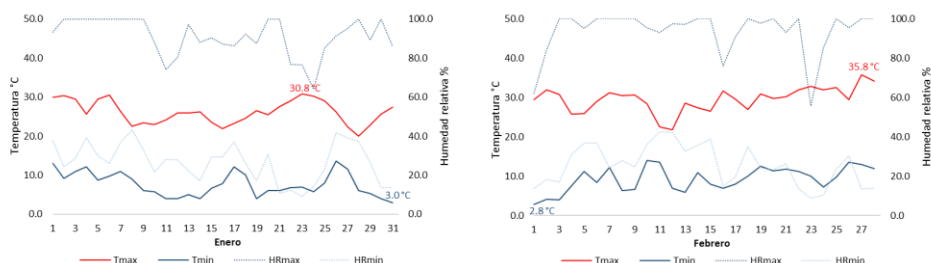 Temperatura °C
50.0
40.0
30.0
20.0
10.0
0.0
30.8 °C
3.0 °C
100.0
80.0
60.0
40.0
20.0
0.0
Humedad relativa %
1 3 5 7 9 11 13 15 17 19 21 23 25 27 29 31
Enero
Tmax Tmin HRmax HRmin
Temperatura °C
50.0
40.0
30.0
20.0
10.0
0.0
35.8 °C
2.8 °C
100.0
80.0
60.0
40.0
20.0
0.0
Humedad relativa %
1 3 5 7 9 11 13 15 17 19 21 23 25 27
Febrero
Tmax Tmin HRmax HRmin